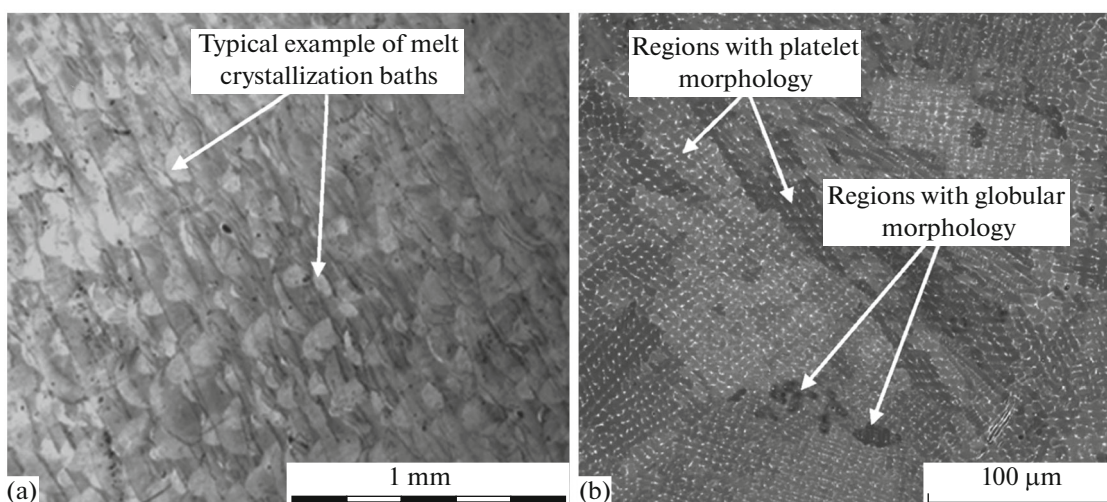 Typical example of melt
crystallization baths
1 mm
(a)
Regions with platelet
morphology
Regions with globular
morphology
100 μm
(b)